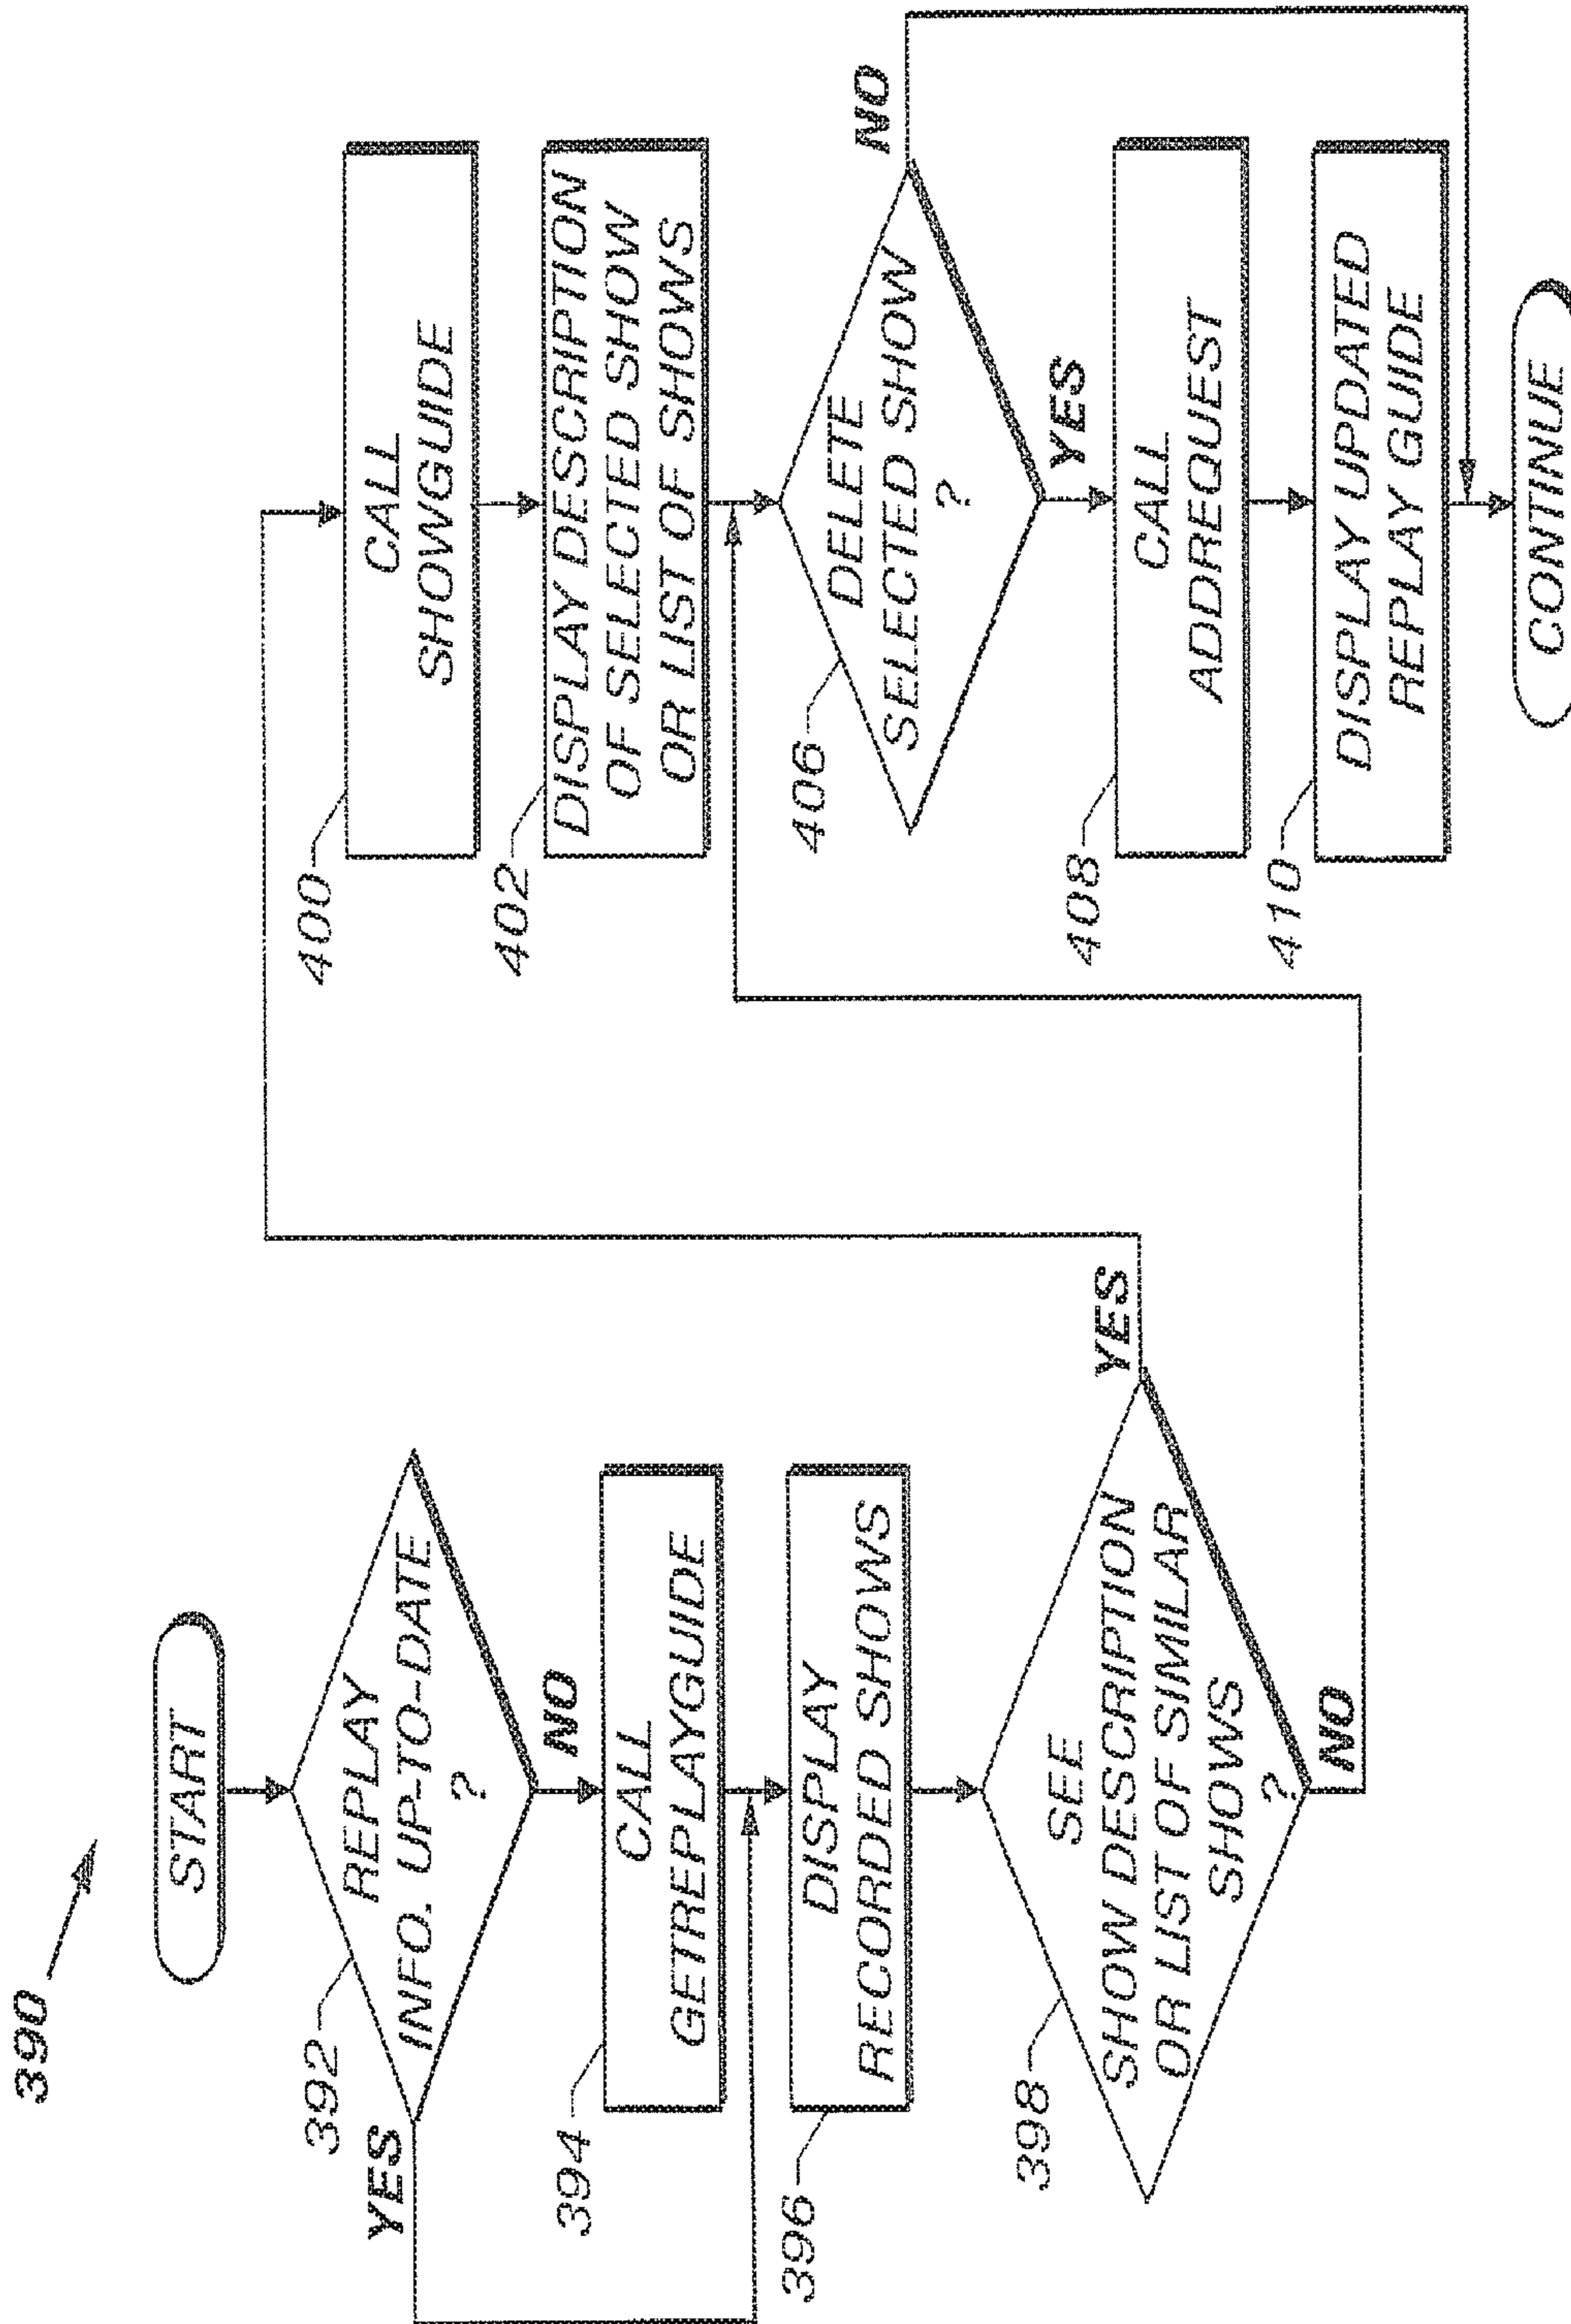 390
START
392
REPLAY
INFO. UP-TO-DATE
?
YES
NO
394
CALL
GETREPLAYGUIDE
396
DISPLAY
RECORDED SHOWS
398
SEE
SHOW DESCRIPTION
OR LIST OF SIMILAR
SHOWS
?
YES
NO
400
CALL
SHOWGUIDE
402
DISPLAY DESCRIPTION
OF SELECTED SHOW
OR LIST OF SHOWS
406
DELETE
SELECTED SHOW
?
NO
YES
408
CALL
ADDREQUEST
410
DISPLAY UPDATED
REPLAY GUIDE
CONTINUE